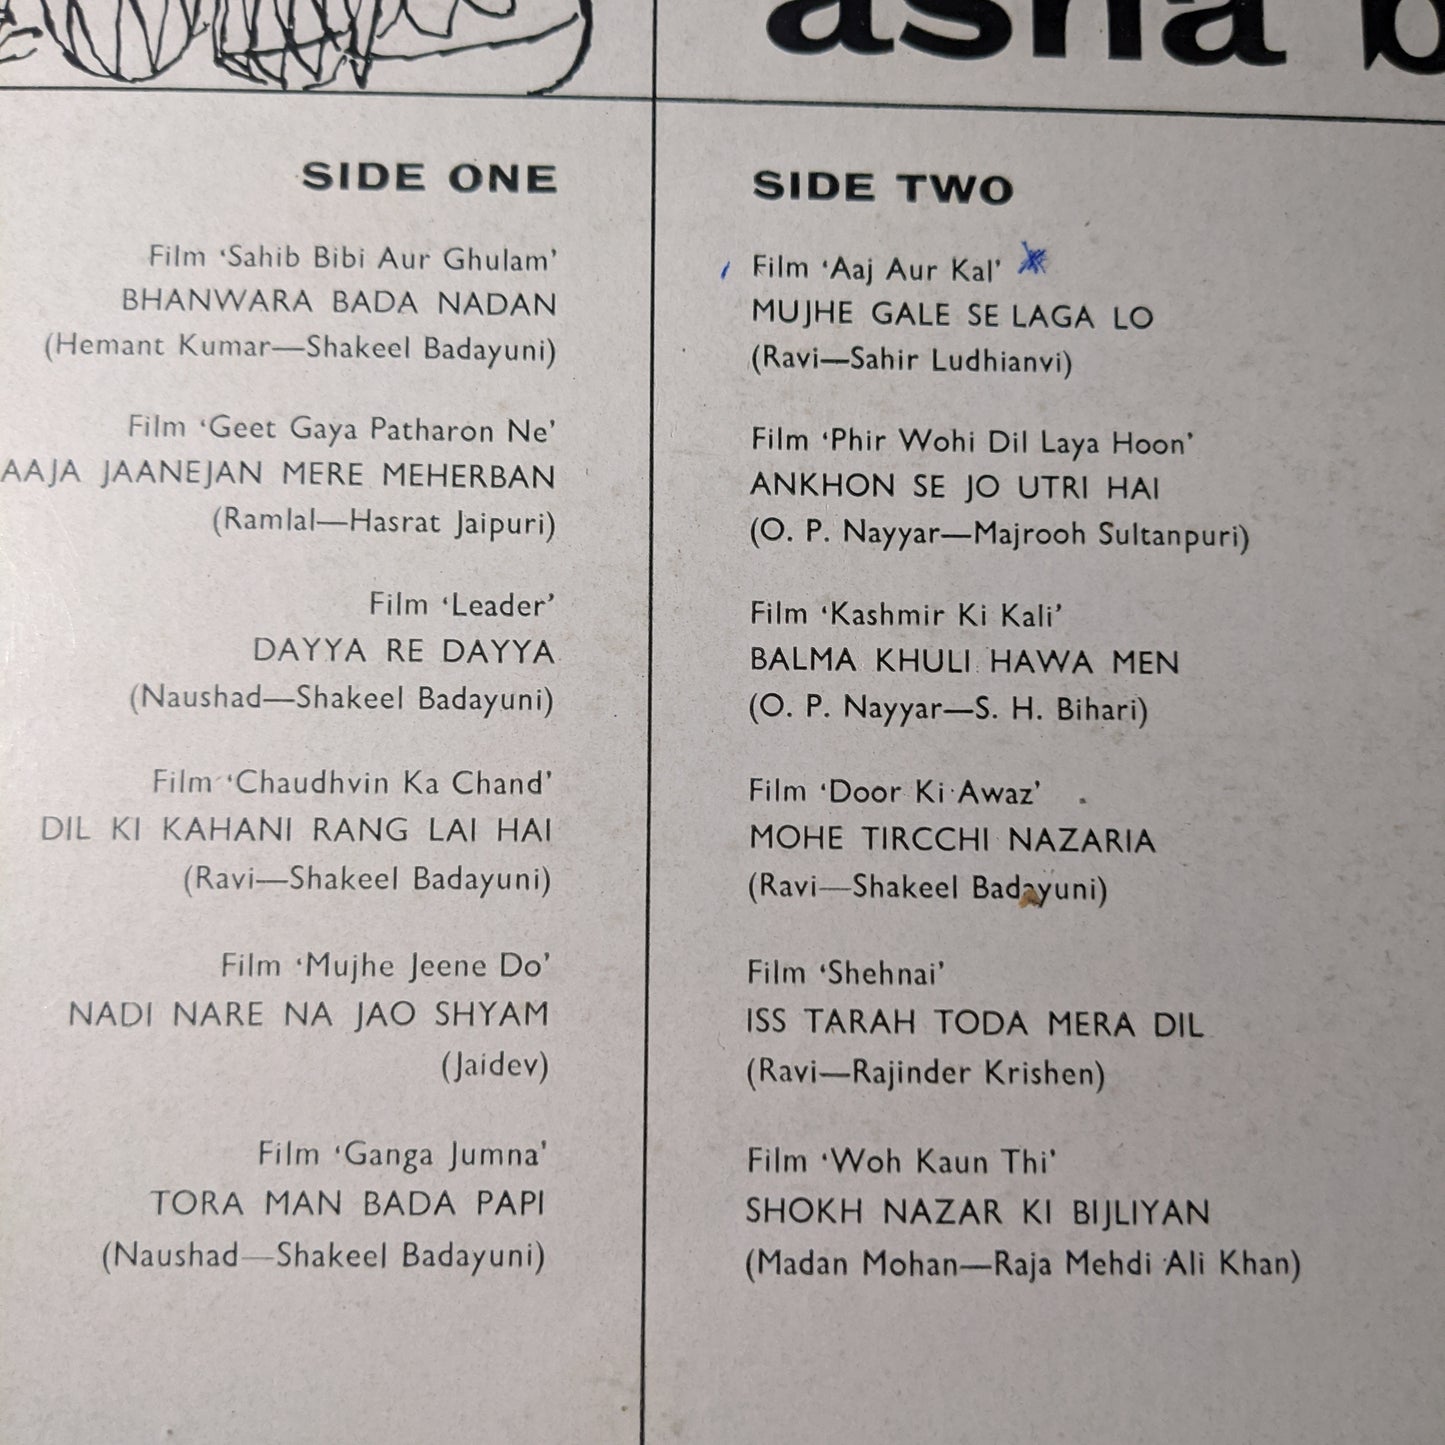 asha b
SIDE ONE
Film ‘Sahib Bibi Aur Ghulam’
BHANWARA BADA NADAN
(Hemant Kumar—Shakeel Badayuni)
Film ‘Geet Gaya Patharon Ne’
AAJA JAANEJAN MERE MEHERBAN
(Ramlal—Hasrat Jaipuri)
Film ‘Leader’
DAYYA RE DAYYA
(Naushad—Shakeel Badayuni)
Film ‘Chaudhvin Ka Chand’
DIL KI KAHANI RANG LAI HAI
(Ravi—Shakeel Badayuni)
Film ‘Mujhe Jeene Do’
NADI NARE NA JAO SHYAM
(Jaidev)
Film ‘Ganga Jumna’
TORA MAN BADA PAPI
(Naushad—Shakeel Badayuni)
SIDE TWO
Film ‘Aaj Aur Kal’
MUJHE GALE SE LAGA LO
(Ravi—Sahir Ludhianvi)
Film ‘Phir Wohi Dil Laya Hoon’
ANKHON SE JO UTRI HAI
(O. P. Nayyar—Majrooh Sultanpuri)
Film ‘Kashmir Ki Kali’
BALMA KHULI HAWA MEN
(O. P. Nayyar—S. H. Bihari)
Film ‘Door Ki Awaz’
MOHE TIRCCHI NAZARIA
(Ravi—Shakeel Badayuni)
Film ‘Shehnai’
ISS TARAH TODA MERA DIL
(Ravi—Rajinder Krishen)
Film ‘Woh Kaun Thi’
SHOKH NAZAR KI BIJLIYAN
(Madan Mohan—Raja Mehdi Ali Khan)